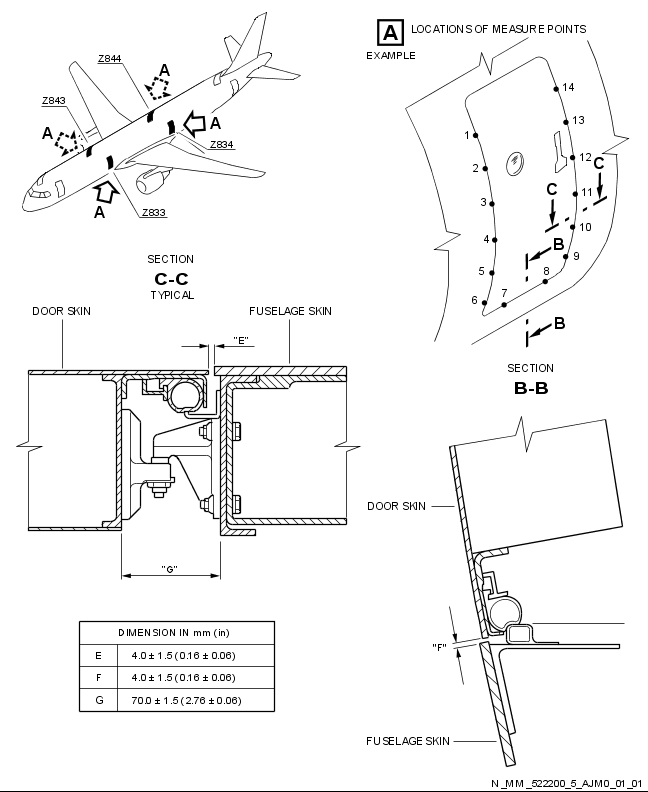 Z844
A
Z843
A
A
Z834
A
Z833
A LOCATIONS OF MEASURE POINTS
EXAMPLE
14
13
1
12
C
2
C
11
3
10
4
B
9
5
8
6
7
B
SECTION
C-C
TYPICAL
DOOR SKIN
FUSELAGE SKIN
"E"
"G"
SECTION
B-B
DOOR SKIN
"F"
FUSELAGE SKIN
DIMENSION IN mm (in)
E 4.0 ± 1.5 (0.16 ± 0.06)
F 4.0 ± 1.5 (0.16 ± 0.06)
G 70.0 ± 1.5 (2.76 ± 0.06)
N_MM_522200_5_AJM0_01_01